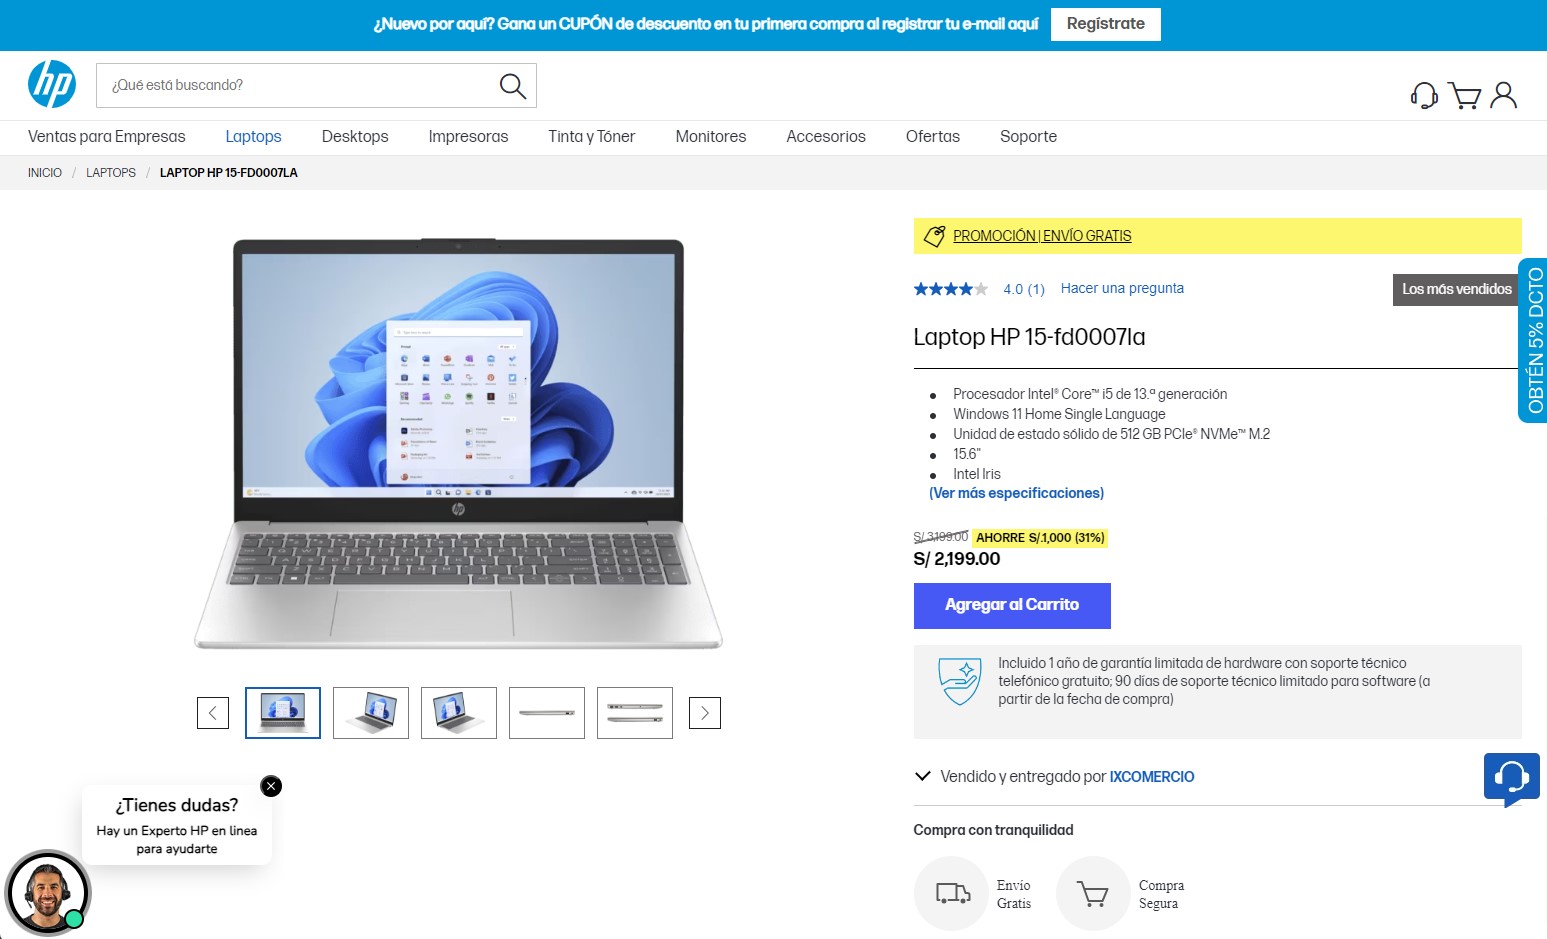 ¿Nuevo por aquí? Gana un CUPÓN de descuento en tu primera compra al registrar tu e-mail aquí
Regístrate
hp
¿Qué está buscando?
Ventas para Empresas
Laptops
Desktops
Impresoras
Tinta y Tóner
Monitores
Accesorios
Ofertas
Soporte
INICIO / LAPTOPS / LAPTOP HP 15-FD0007LA
PROMOCIÓN | ENVÍO GRATIS
4.0 (1) Hacer una pregunta
Los más vendidos
OBTÉN 5% DCTO
Laptop HP 15-fd0007la
Procesador Intel® Core™ i5 de 13.ª generación
Windows 11 Home Single Language
Unidad de estado sólido de 512 GB PCIe® NVMe™ M.2
15.6"
Intel Iris
(Ver más especificaciones)
S/ 3,199.00 AHORRE S/.1,000 (31%)
S/ 2,199.00
Agregar al Carrito
Incluido 1 año de garantía limitada de hardware con soporte técnico
telefónico gratuito; 90 días de soporte técnico limitado para software (a
partir de la fecha de compra)
Vendido y entregado por IXCOMERCIO
Compra con tranquilidad
Envío
Gratis
Compra
Segura
¿Tienes dudas?
Hay un Experto HP en linea
para ayudarte